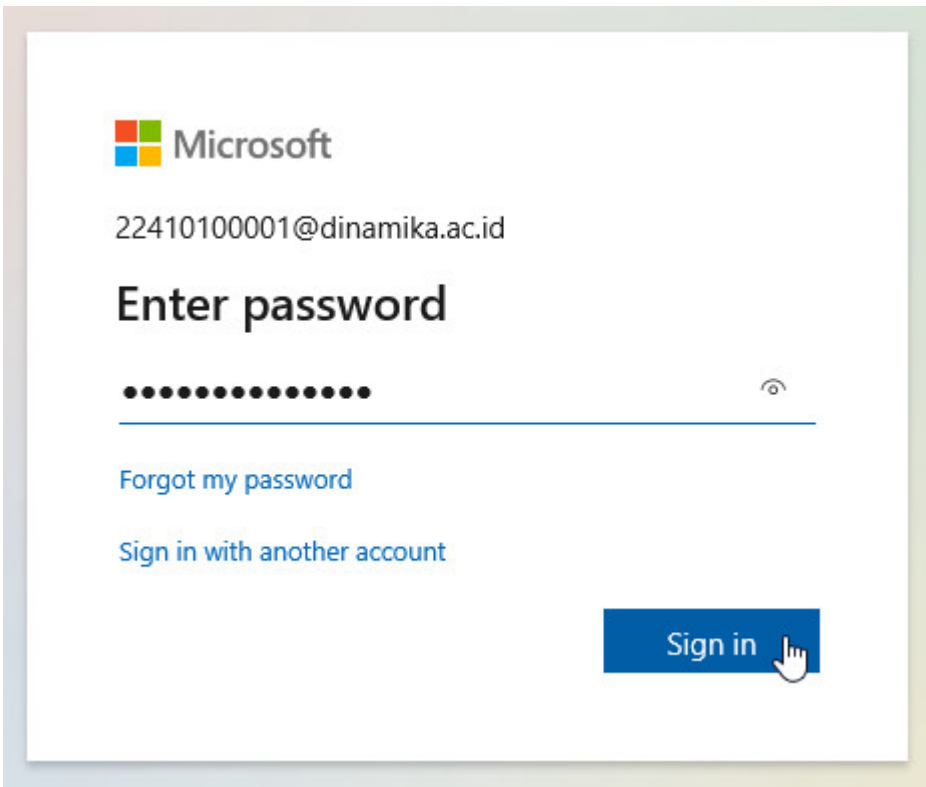 Microsoft
22410100001@dinamika.ac.id
Enter password
••••••••••••••
Forgot my password
Sign in with another account
Sign in